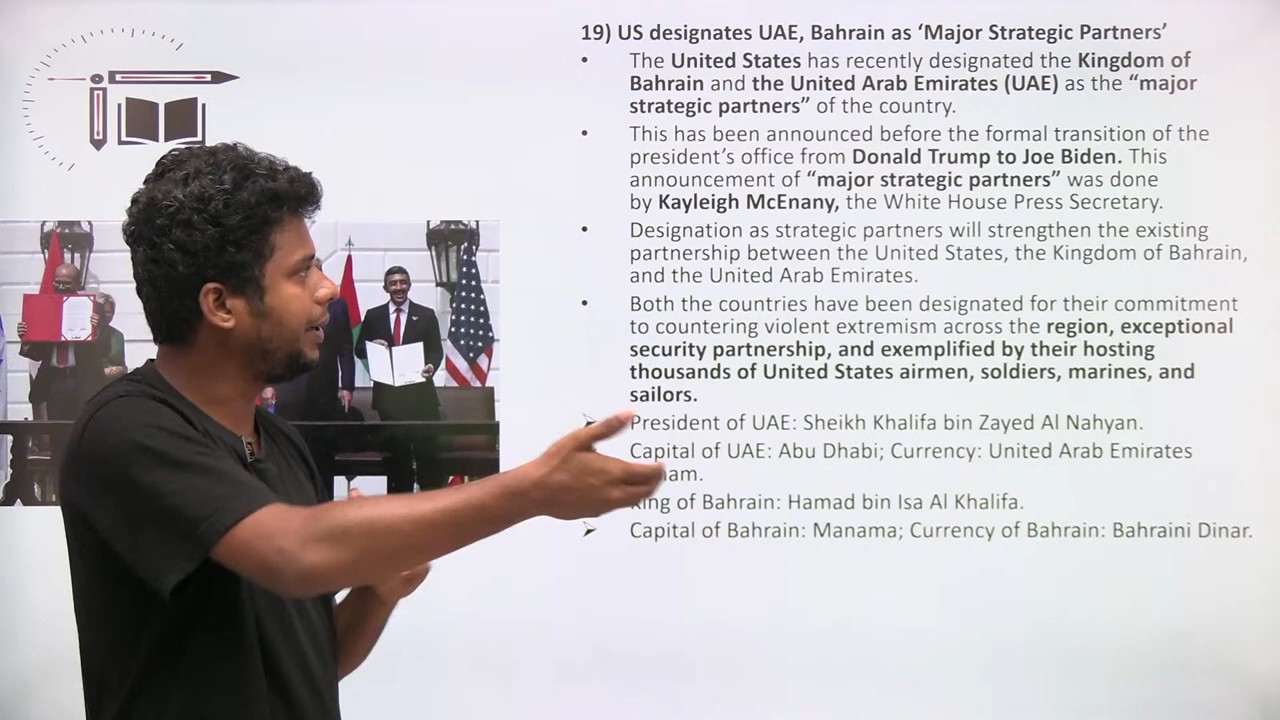 19) US designates UAE, Bahrain as ‘Major Strategic Partners’
• The United States has recently designated the Kingdom of
Bahrain and the United Arab Emirates (UAE) as the “major
strategic partners” of the country.
• This has been announced before the formal transition of the
president’s office from Donald Trump to Joe Biden. This
announcement of “major strategic partners” was done
by Kayleigh McEnany, the White House Press Secretary.
• Designation as strategic partners will strengthen the existing
partnership between the United States, the Kingdom of Bahrain,
and the United Arab Emirates.
• Both the countries have been designated for their commitment
to countering violent extremism across the region, exceptional
security partnership, and exemplified by their hosting
thousands of United States airmen, soldiers, marines, and
sailors.
➢ President of UAE: Sheikh Khalifa bin Zayed Al Nahyan.
Capital of UAE: Abu Dhabi; Currency: United Arab Emirates
of Bahrain: Hamad bin Isa Al Khalifa.
➢ Capital of Bahrain: Manama; Currency of Bahrain: Bahraini Dinar.